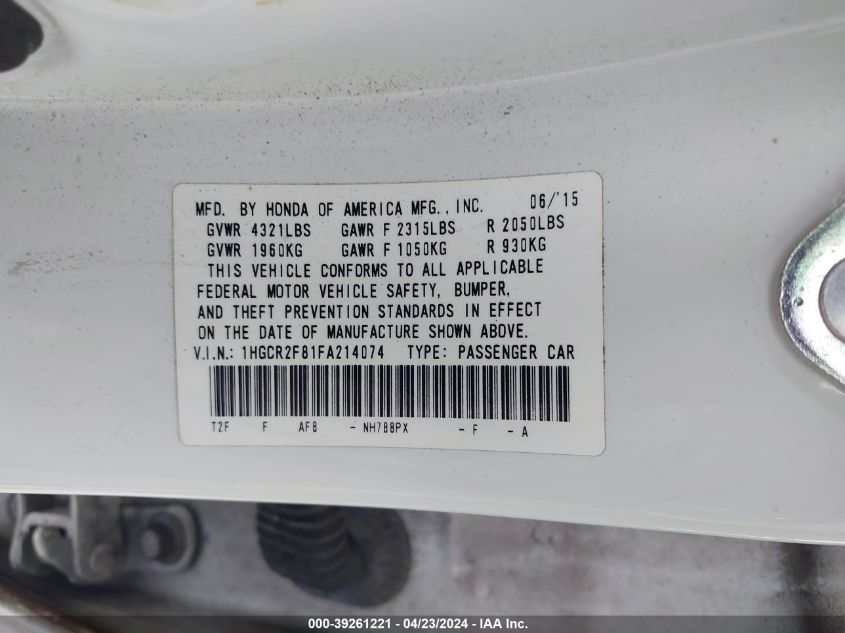 MFD. BY HONDA OF AMERICA MFG., INC. 06/'15
GVWR 4321LBS GAWR F 2315LBS R 2050LBS
GVWR 1960KG GAWR F 1050KG R 930KG
THIS VEHICLE CONFORMS TO ALL APPLICABLE
FEDERAL MOTOR VEHICLE SAFETY, BUMPER,
AND THEFT PREVENTION STANDARDS IN EFFECT
ON THE DATE OF MANUFACTURE SHOWN ABOVE.
V.I.N.: 1HGCR2F81FA214074 TYPE: PASSENGER CAR
T2F F AF8 - NH788PX - F - A
000-39261221 - 04/23/2024 - IAA Inc.